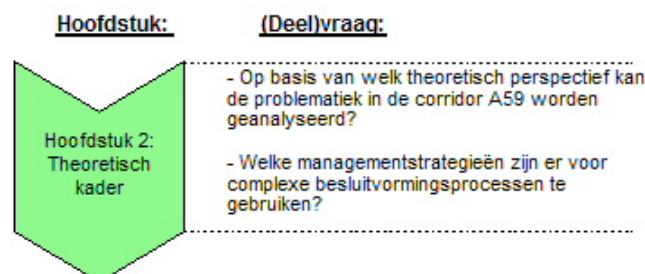 Hoofdstuk: (Deel)vraag:
Hoofdstuk 2:
Theoretisch
kader
- Op basis van welk theoretisch perspectief kan
de problematiek in de corridor A59 worden
geanalyseerd?
- Welke managementstrategieën zijn er voor
complexe besluitvormingsprocessen te
gebruiken?